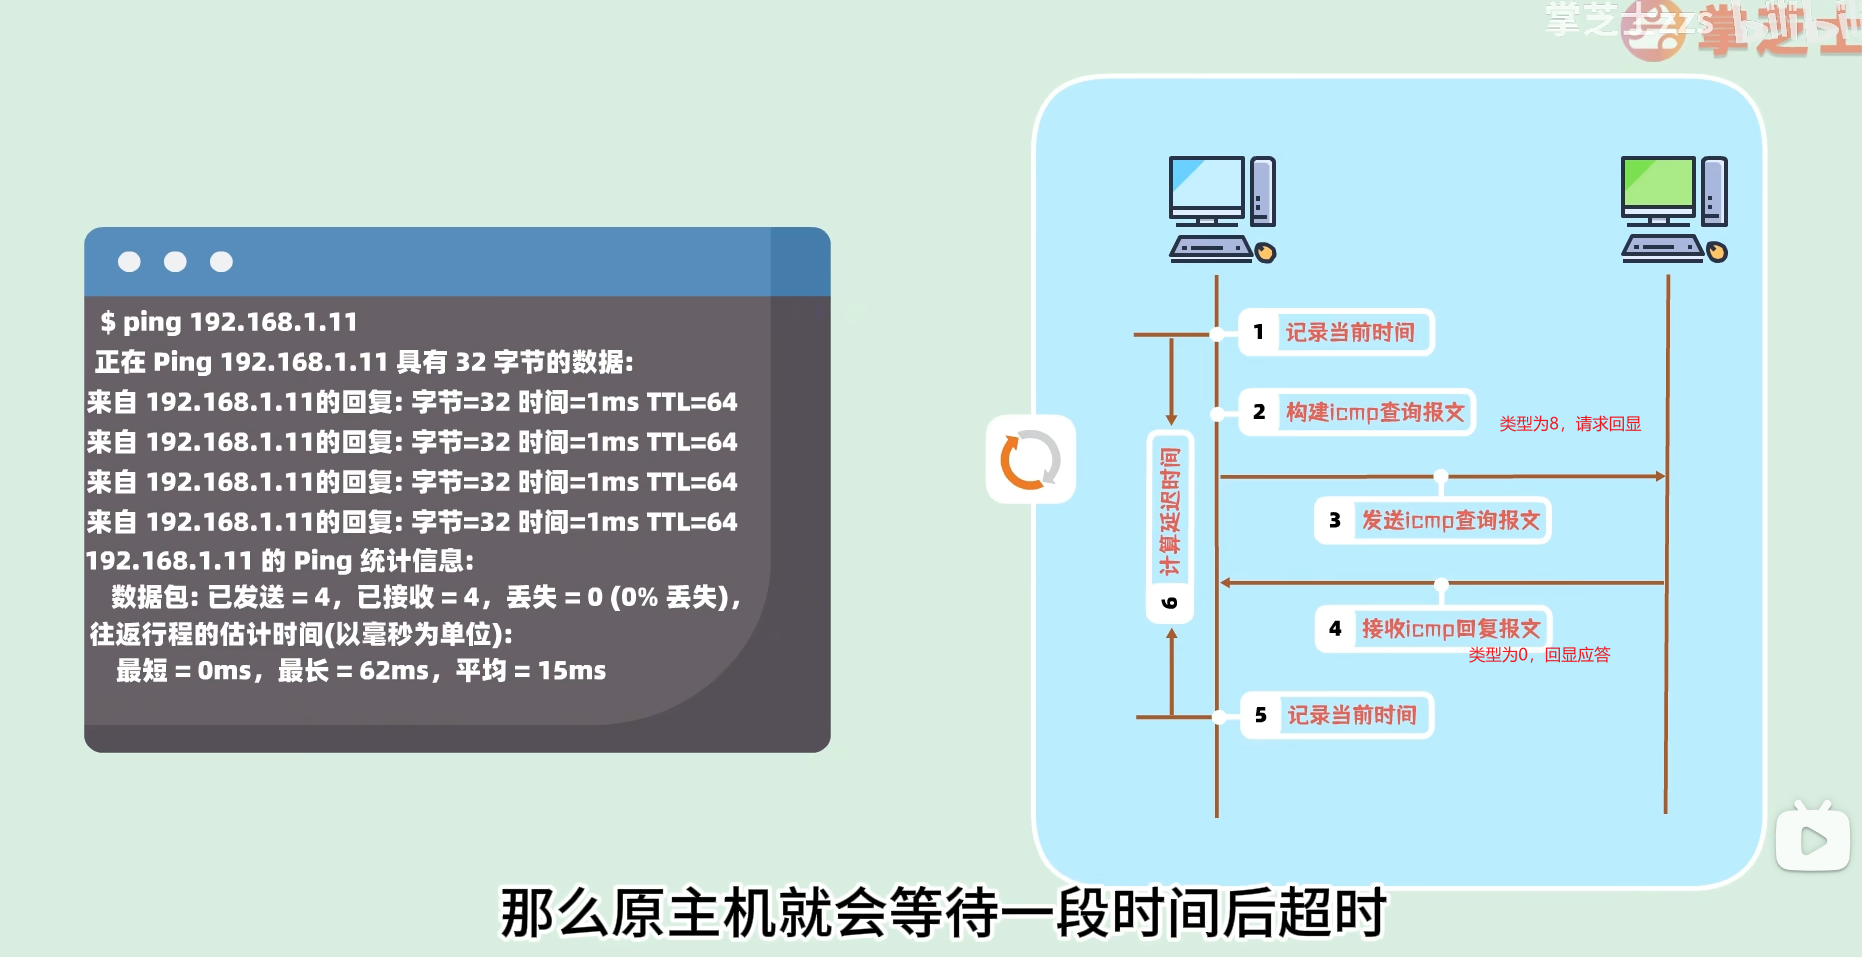 掌芝士zzs bilibili
掌芝士
$ ping 192.168.1.11
正在 Ping 192.168.1.11 具有 32 字节的数据:
来自 192.168.1.11的回复: 字节=32 时间=1ms TTL=64
来自 192.168.1.11的回复: 字节=32 时间=1ms TTL=64
来自 192.168.1.11的回复: 字节=32 时间=1ms TTL=64
来自 192.168.1.11的回复: 字节=32 时间=1ms TTL=64
192.168.1.11 的 Ping 统计信息:
数据包: 已发送 = 4，已接收 = 4，丢失 = 0 (0% 丢失)，
往返行程的估计时间(以毫秒为单位):
最短 = 0ms，最长 = 62ms，平均 = 15ms
1 记录当前时间
2 构建icmp查询报文
类型为8，请求回显
3 发送icmp查询报文
4 接收icmp回复报文
类型为0，回显应答
5 记录当前时间
6 计算延迟时间
那么原主机就会等待一段时间后超时